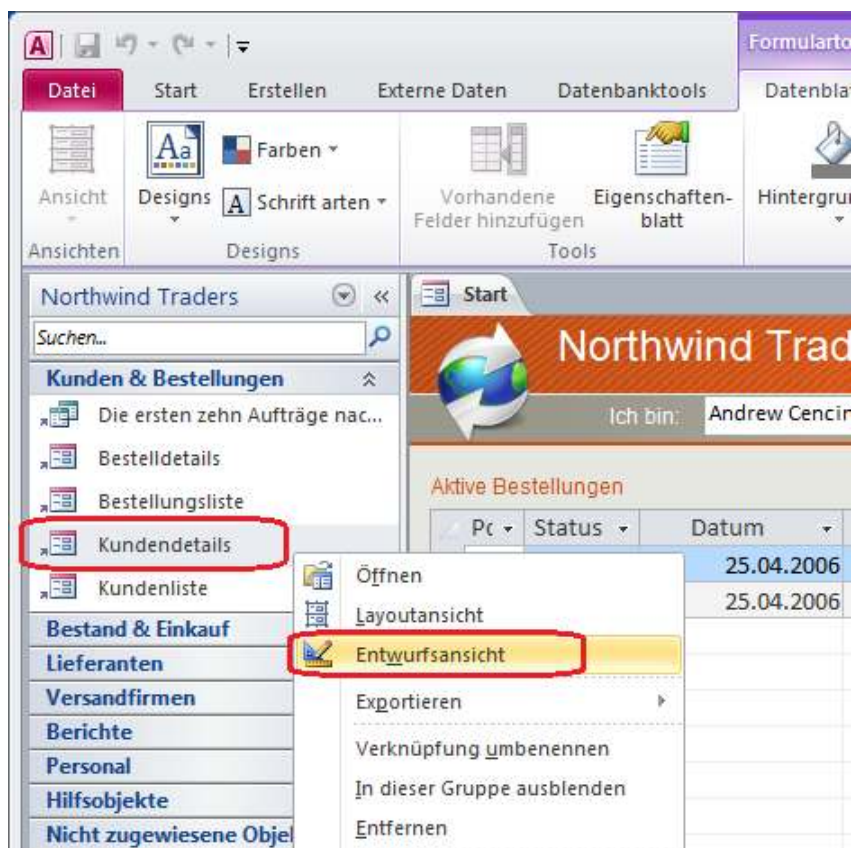 A
Formularto
Datei Start Erstellen Externe Daten Datenbanktools Datenbla
Ansicht
Aa
Designs
Farben
A Schrift arten
Vorhandene
Felder hinzufügen
Eigenschaften-
blatt
Hintergru
Ansichten Designs Tools
Northwind Traders
Suchen...
Kunden & Bestellungen
Die ersten zehn Aufträge nac...
Bestelldetails
Bestellungsliste
Kundendetails
Kundenliste
Bestand & Einkauf
Lieferanten
Versandfirmen
Berichte
Personal
Hilfsobjekte
Nicht zugewiesene Objel
Start
Northwind Trad
Ich bin: Andrew Cencin
Aktive Bestellungen
Pc Status Datum
25.04.2006
25.04.2006
Öffnen
Layoutansicht
Entwurfsansicht
Exportieren
Verknüpfung umbenennen
In dieser Gruppe ausblenden
Entfernen